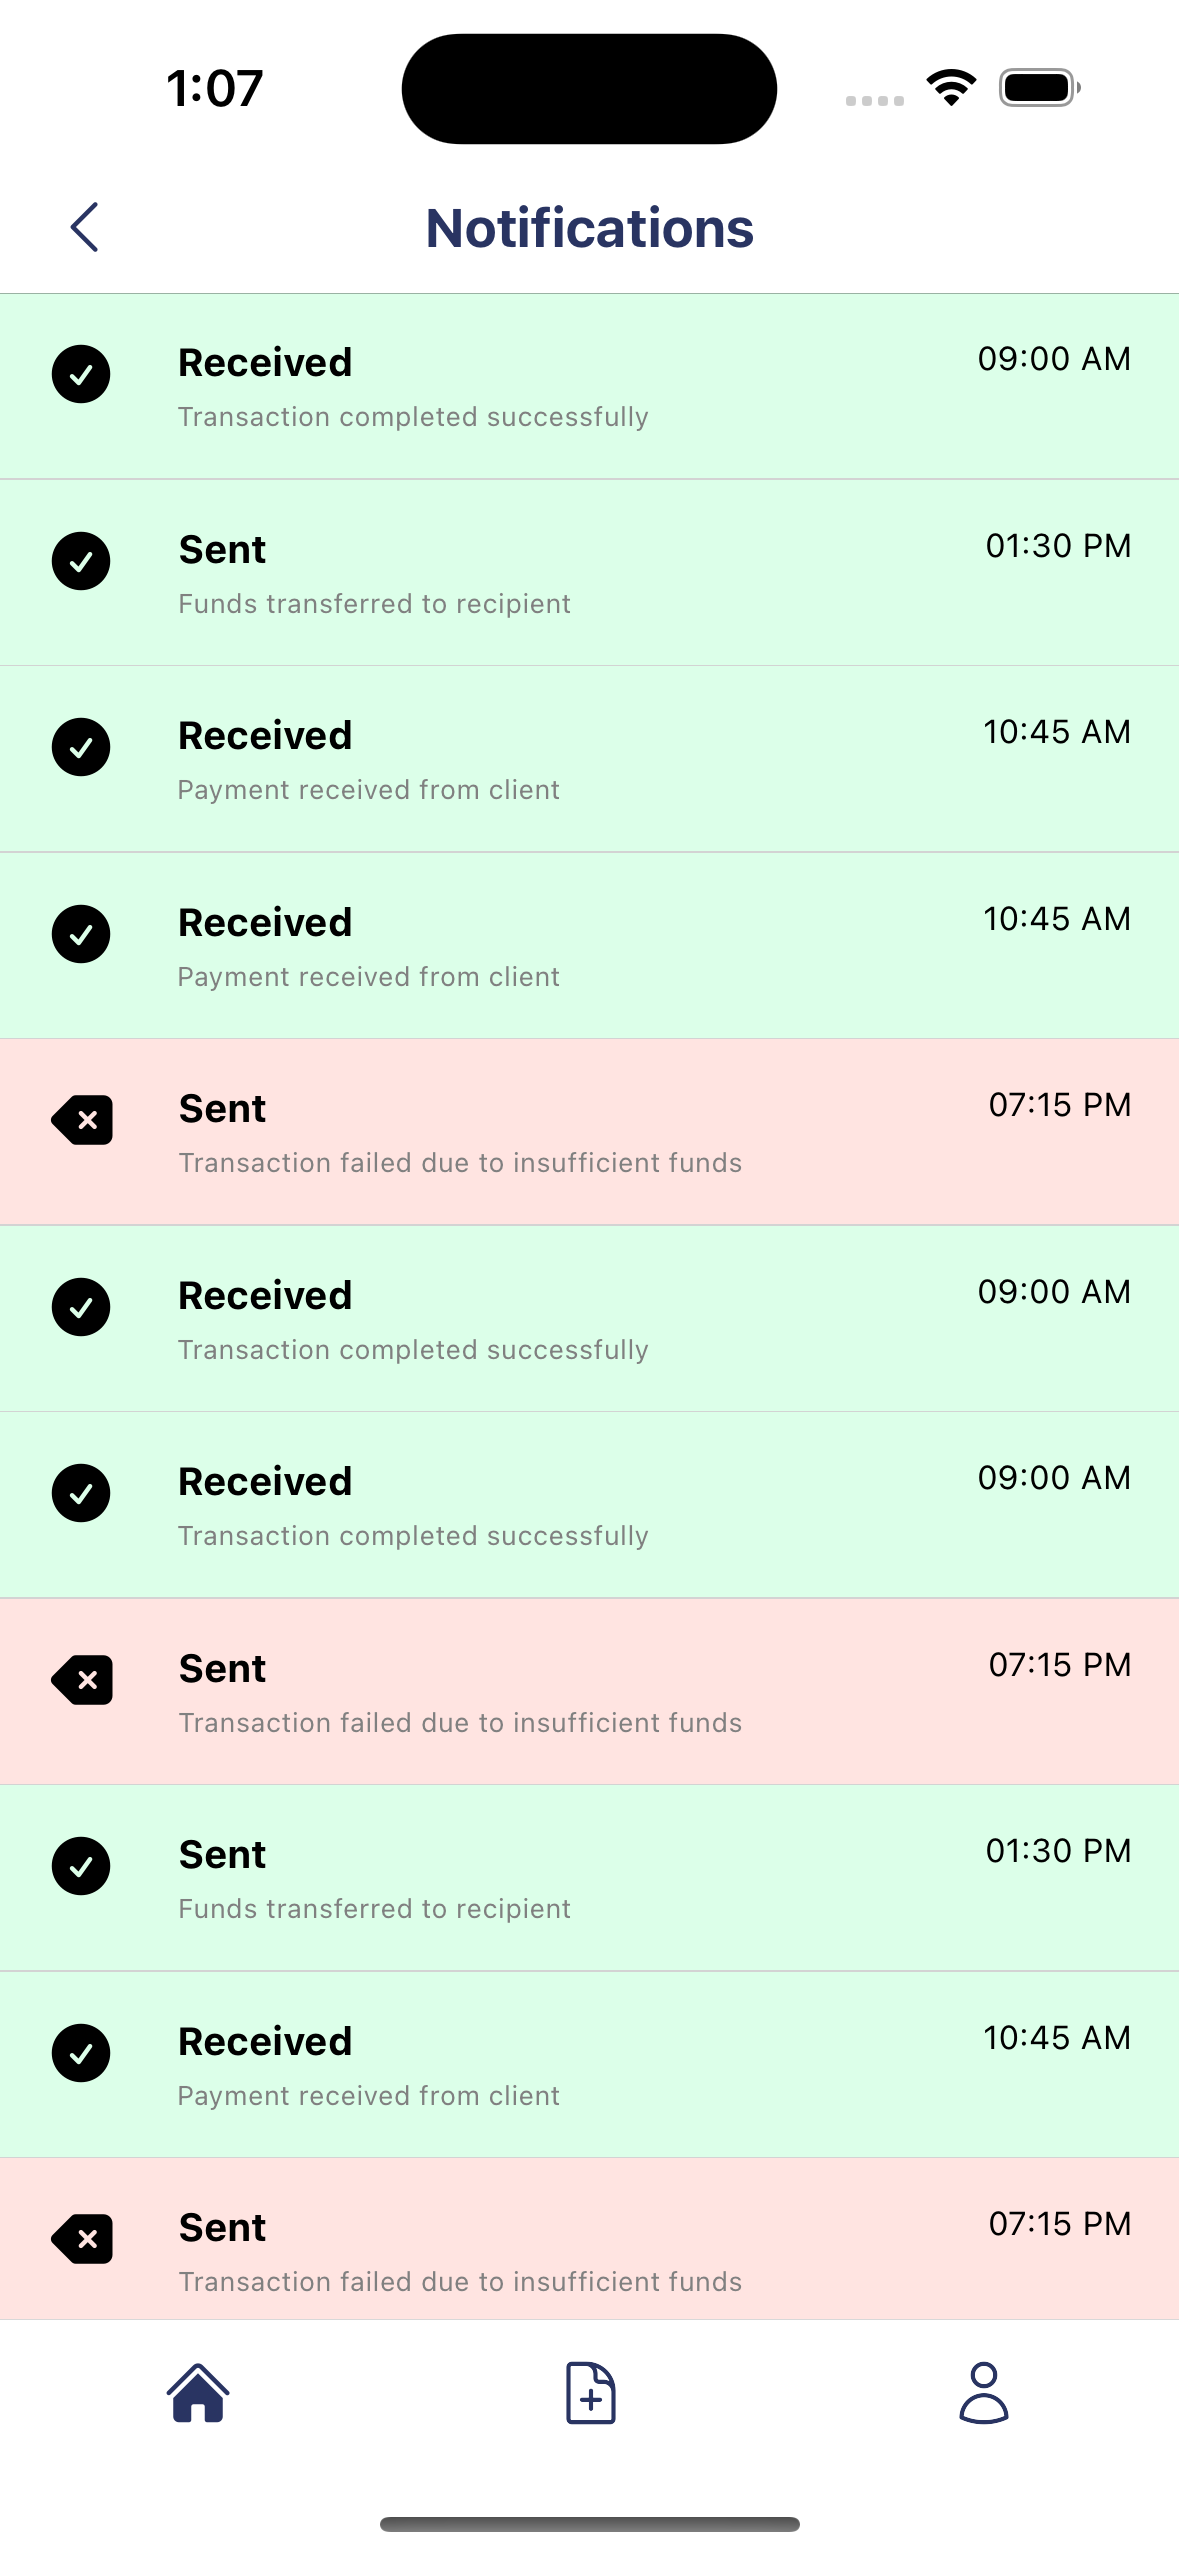 1:07
Notifications
Received 09:00 AM
Transaction completed successfully
Sent 01:30 PM
Funds transferred to recipient
Received 10:45 AM
Payment received from client
Received 10:45 AM
Payment received from client
Sent 07:15 PM
Transaction failed due to insufficient funds
Received 09:00 AM
Transaction completed successfully
Received 09:00 AM
Transaction completed successfully
Sent 07:15 PM
Transaction failed due to insufficient funds
Sent 01:30 PM
Funds transferred to recipient
Received 10:45 AM
Payment received from client
Sent 07:15 PM
Transaction failed due to insufficient funds